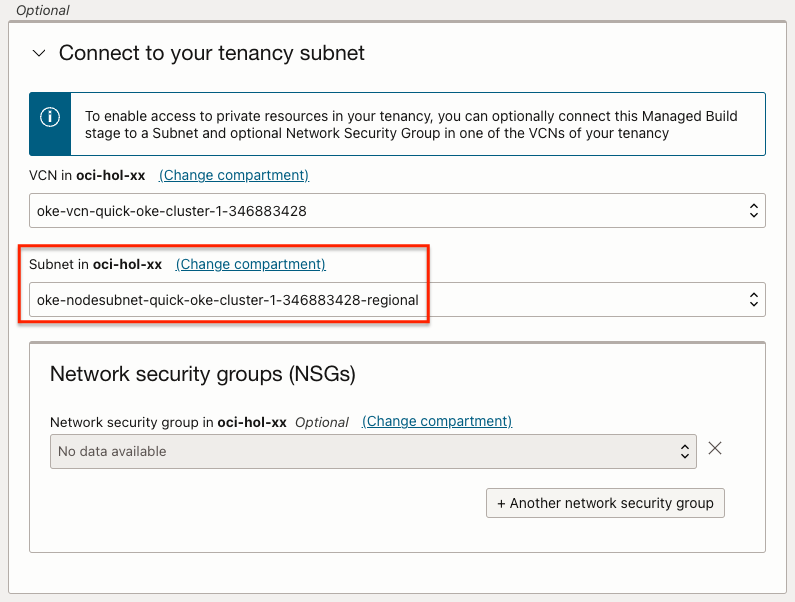 Optional
Connect to your tenancy subnet
To enable access to private resources in your tenancy, you can optionally connect this Managed Build
stage to a Subnet and optional Network Security Group in one of the VCNs of your tenancy
VCN in oci-hol-xx (Change compartment)
oke-vcn-quick-oke-cluster-1-346883428
Subnet in oci-hol-xx (Change compartment)
oke-nodesubnet-quick-oke-cluster-1-346883428-regional
Network security groups (NSGs)
Network security group in oci-hol-xx Optional (Change compartment)
No data available
+ Another network security group